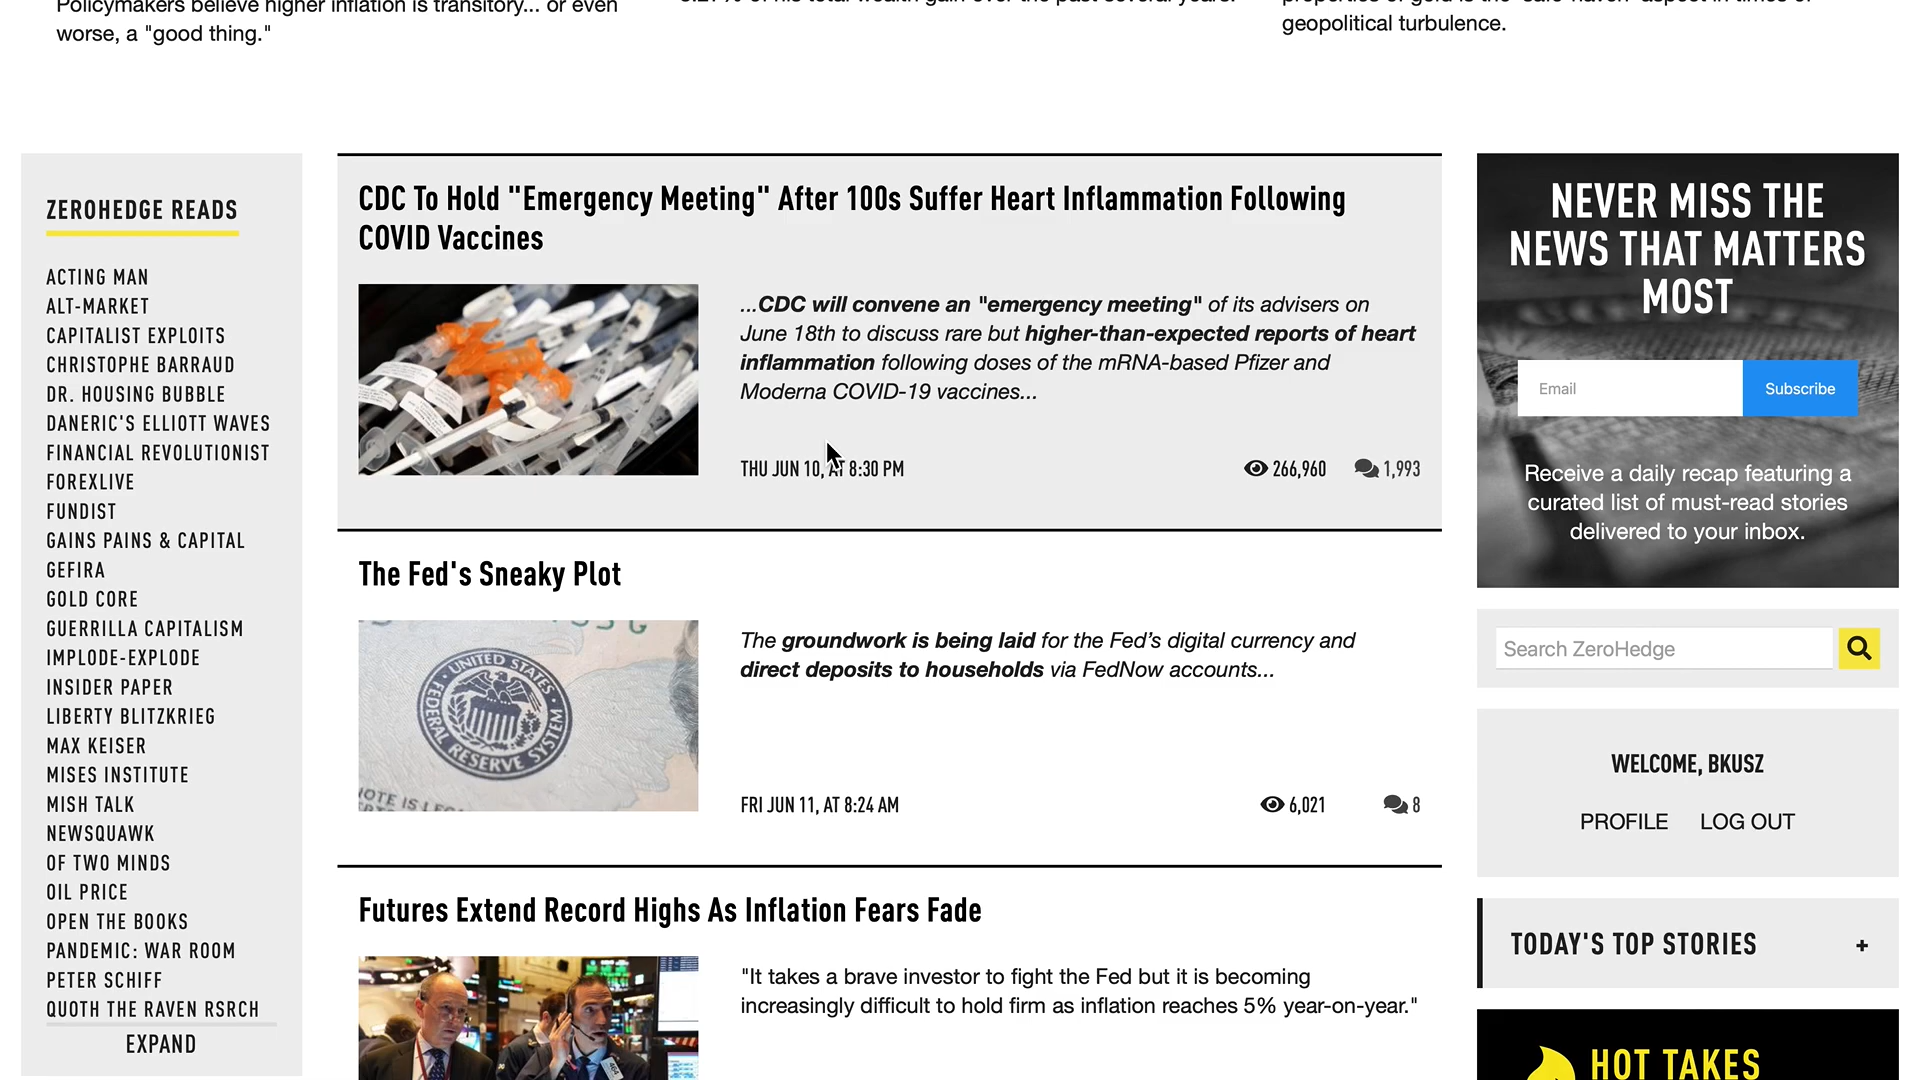 Policymakers believe higher inflation is transitory... or even
worse, a "good thing."
geopolitical turbulence.
ZEROHEDGE READS
ACTING MAN
ALT-MARKET
CAPITALIST EXPLOITS
CHRISTOPHE BARRAUD
DR. HOUSING BUBBLE
DANERIC'S ELLIOTT WAVES
FINANCIAL REVOLUTIONIST
FOREXLIVE
FUNDIST
GAINS PAINS & CAPITAL
GEFIRA
GOLD CORE
GUERRILLA CAPITALISM
IMPLODE-EXPLODE
INSIDER PAPER
LIBERTY BLITZKRIEG
MAX KEISER
MISES INSTITUTE
MISH TALK
NEWSQUAWK
OF TWO MINDS
OIL PRICE
OPEN THE BOOKS
PANDEMIC: WAR ROOM
PETER SCHIFF
QUOTH THE RAVEN RSRCH
EXPAND
CDC To Hold "Emergency Meeting" After 100s Suffer Heart Inflammation Following
COVID Vaccines
...CDC will convene an "emergency meeting" of its advisers on
June 18th to discuss rare but higher-than-expected reports of heart
inflammation following doses of the mRNA-based Pfizer and
Moderna COVID-19 vaccines...
THU JUN 10, AT 8:30 PM
266,960
1,993
The Fed's Sneaky Plot
UNITED STATES
FEDERAL RESERVE SYSTEM
The groundwork is being laid for the Fed’s digital currency and
direct deposits to households via FedNow accounts...
FRI JUN 11, AT 8:24 AM
6,021
8
Futures Extend Record Highs As Inflation Fears Fade
"It takes a brave investor to fight the Fed but it is becoming
increasingly difficult to hold firm as inflation reaches 5% year-on-year."
NEVER MISS THE
NEWS THAT MATTERS
MOST
Email
Subscribe
Receive a daily recap featuring a
curated list of must-read stories
delivered to your inbox.
Search ZeroHedge
WELCOME, BKUSZ
PROFILE
LOG OUT
TODAY'S TOP STORIES
+
HOT TAKES